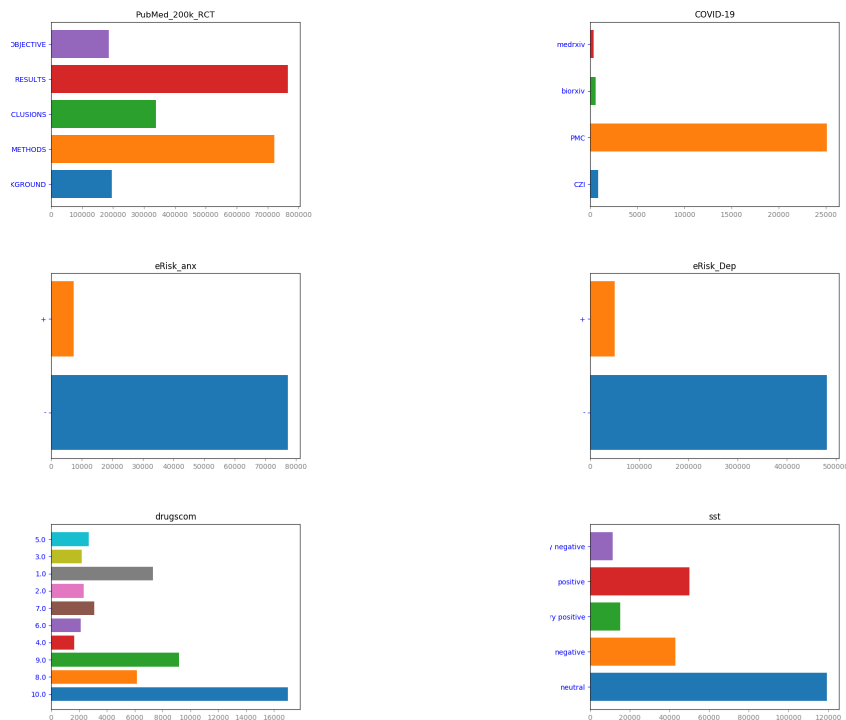 PubMed_200k_RCT
OBJECTIVE
RESULTS
CLUSIONS
METHODS
KGROUND
0 100000 200000 300000 400000 500000 600000 700000 800000
COVID-19
medrxiv
biorxiv
PMC
CZI
0 5000 10000 15000 20000 25000
eRisk_anx
+
-
0 10000 20000 30000 40000 50000 60000 70000 80000
eRisk_Dep
+
-
0 100000 200000 300000 400000 500000
drugscom
5.0
3.0
1.0
2.0
7.0
6.0
4.0
9.0
8.0
10.0
0 2000 4000 6000 8000 10000 12000 14000 16000
sst
y negative
positive
ry positive
negative
neutral
0 20000 40000 60000 80000 100000 120000